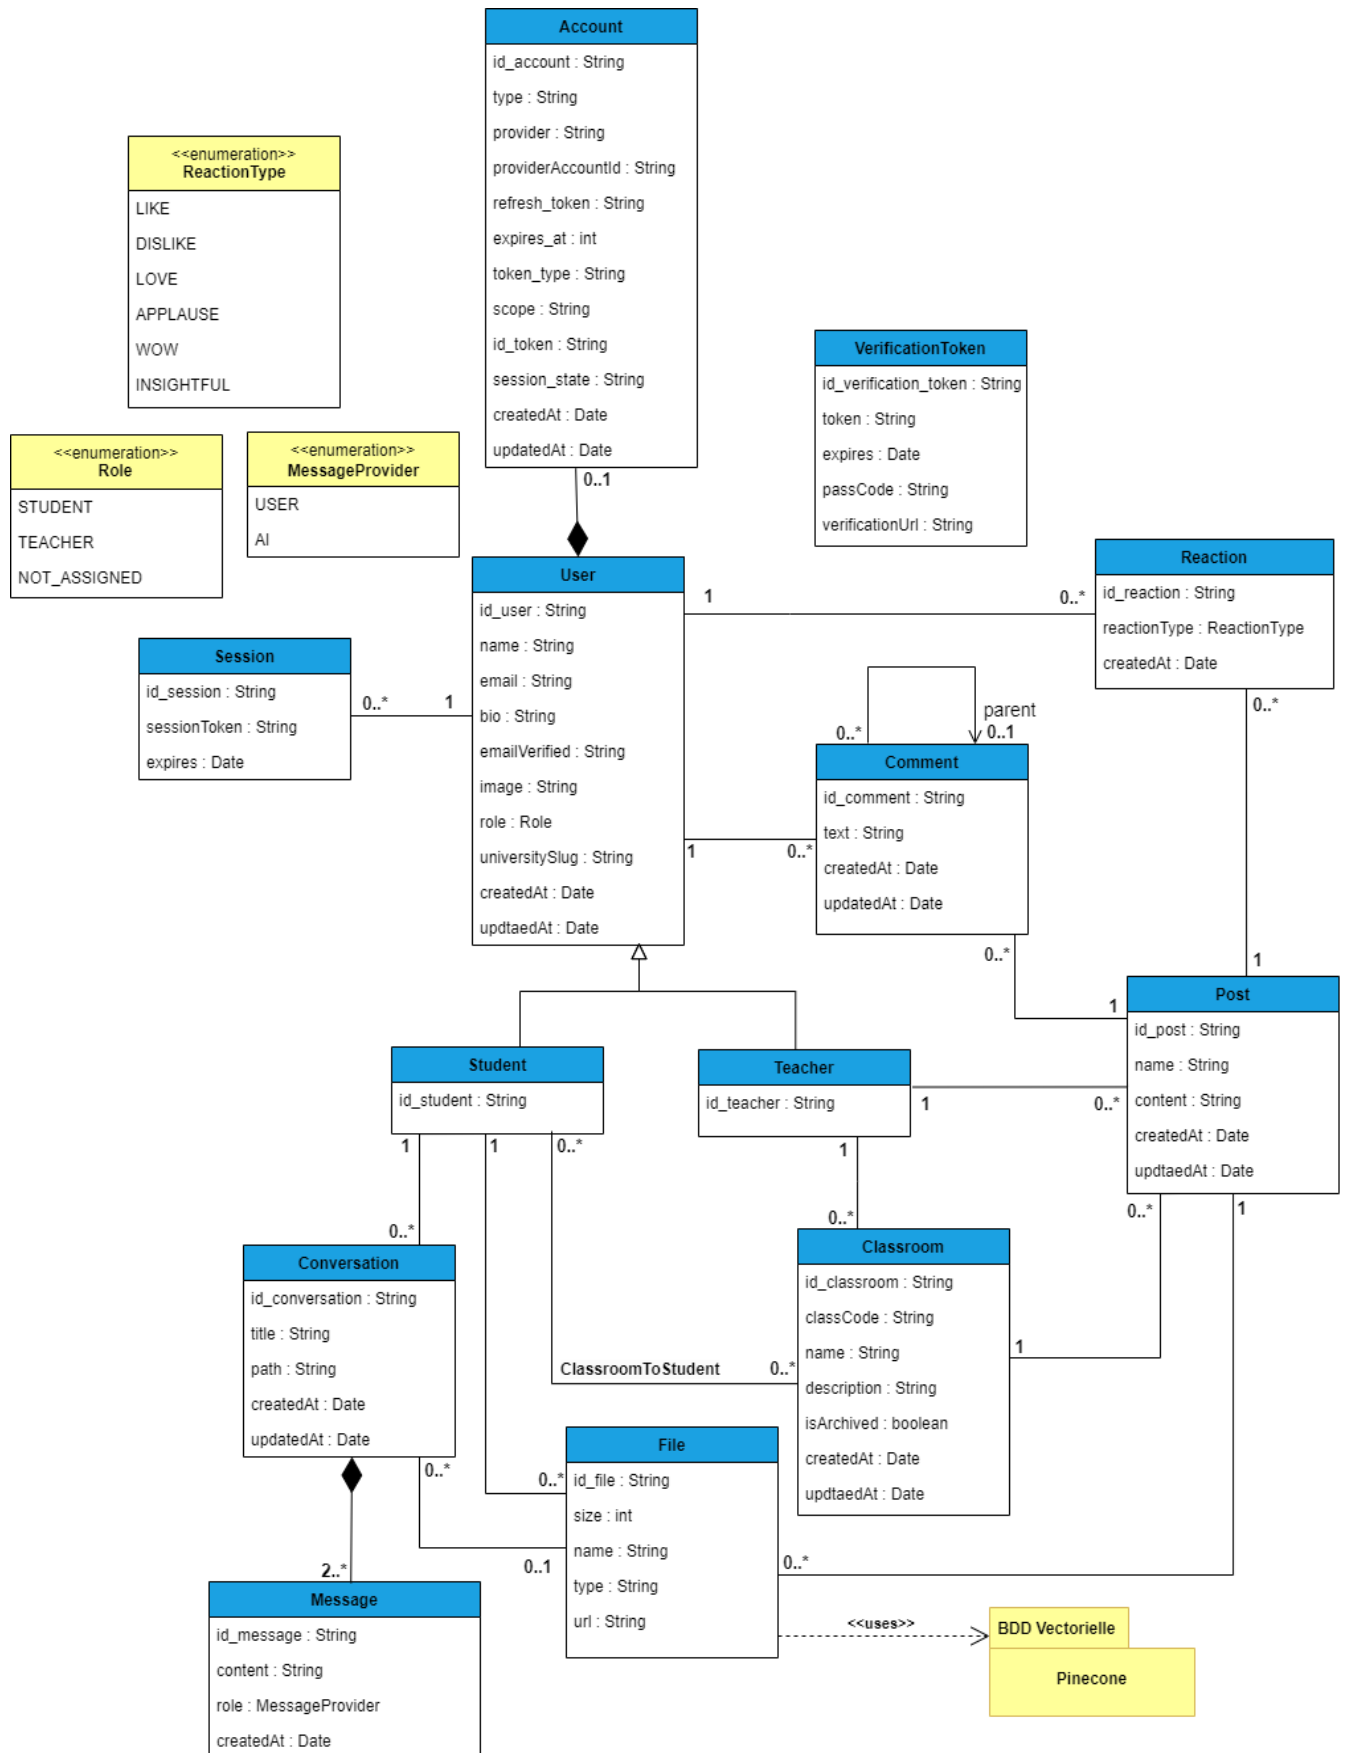 Account
id_account : String
type : String
provider : String
providerAccountId : String
refresh_token : String
expires_at : int
token_type : String
scope : String
id_token : String
session_state : String
createdAt : Date
updatedAt : Date
0..1
<<enumeration>>
ReactionType
LIKE
DISLIKE
LOVE
APPLAUSE
WOW
INSIGHTFUL
<<enumeration>>
Role
STUDENT
TEACHER
NOT_ASSIGNED
<<enumeration>>
MessageProvider
USER
AI
VerificationToken
id_verification_token : String
token : String
expires : Date
passCode : String
verificationUrl : String
Reaction
id_reaction : String
reactionType : ReactionType
createdAt : Date
0..*
1
0..*
User
id_user : String
name : String
email : String
bio : String
emailVerified : String
image : String
role : Role
universitySlug : String
createdAt : Date
updtaedAt : Date
Session
id_session : String
sessionToken : String
expires : Date
0..*
1
parent
0..*
0..1
Comment
id_comment : String
text : String
createdAt : Date
updatedAt : Date
1
0..*
0..*
1
1
Post
id_post : String
name : String
content : String
createdAt : Date
updtaedAt : Date
Student
id_student : String
Teacher
id_teacher : String
1
0..*
1
1
0..*
1
0..*
1
0..*
0..*
Classroom
id_classroom : String
classCode : String
name : String
description : String
isArchived : boolean
createdAt : Date
updtaedAt : Date
1
Conversation
id_conversation : String
title : String
path : String
createdAt : Date
updatedAt : Date
ClassroomToStudent
0..*
0..*
0..*
0..1
File
id_file : String
size : int
name : String
type : String
url : String
0..*
2..*
Message
id_message : String
content : String
role : MessageProvider
createdAt : Date
<<uses>>
BDD Vectorielle
Pinecone